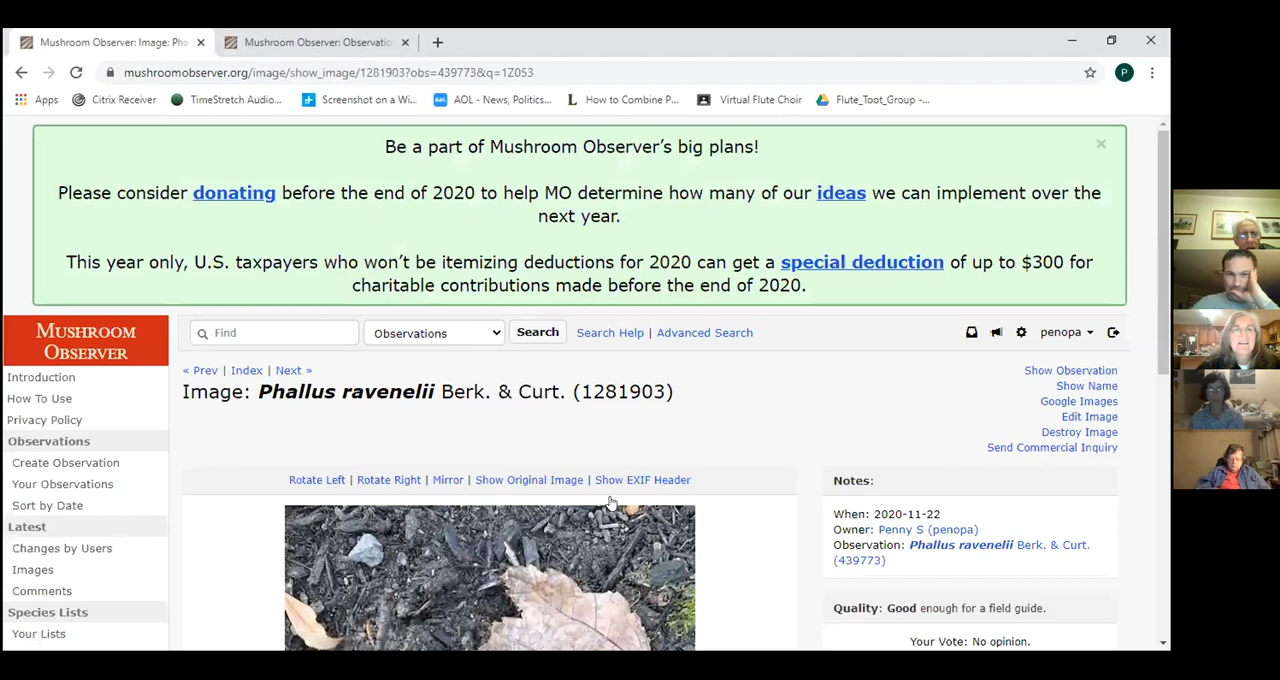 Mushroom Observer: Image: Pha
Mushroom Observer: Observatio
mushroomobserver.org/image/show_image/1281903?obs=439773&q=1Z053
P
Apps
Citrix Receiver
TimeStretch Audio...
Screenshot on a Wi...
Aol.
AOL - News, Politics...
L
How to Combine P...
Virtual Flute Choir
Flute_Toot_Group -...
Be a part of Mushroom Observer's big plans!
Please consider donating before the end of 2020 to help MO determine how many of our ideas we can implement over the
next year.
This year only, U.S. taxpayers who won't be itemizing deductions for 2020 can get a special deduction of up to $300 for
charitable contributions made before the end of 2020.
MUSHROOM
OBSERVER
Find
Observations
Search
Search Help | Advanced Search
penopa
Introduction
How To Use
Privacy Policy
Observations
Create Observation
Your Observations
Sort by Date
Latest
Changes by Users
Images
Comments
Species Lists
Your Lists
« Prev | Index | Next »
Image: Phallus ravenelii Berk. & Curt. (1281903)
Show Observation
Show Name
Google Images
Edit Image
Destroy Image
Send Commercial Inquiry
Rotate Left | Rotate Right | Mirror | Show Original Image | Show EXIF Header
Notes:
When: 2020-11-22
Owner: Penny S (penopa)
Observation: Phallus ravenelii Berk. & Curt.
(439773)
Quality: Good enough for a field guide.
Your Vote: No opinion.